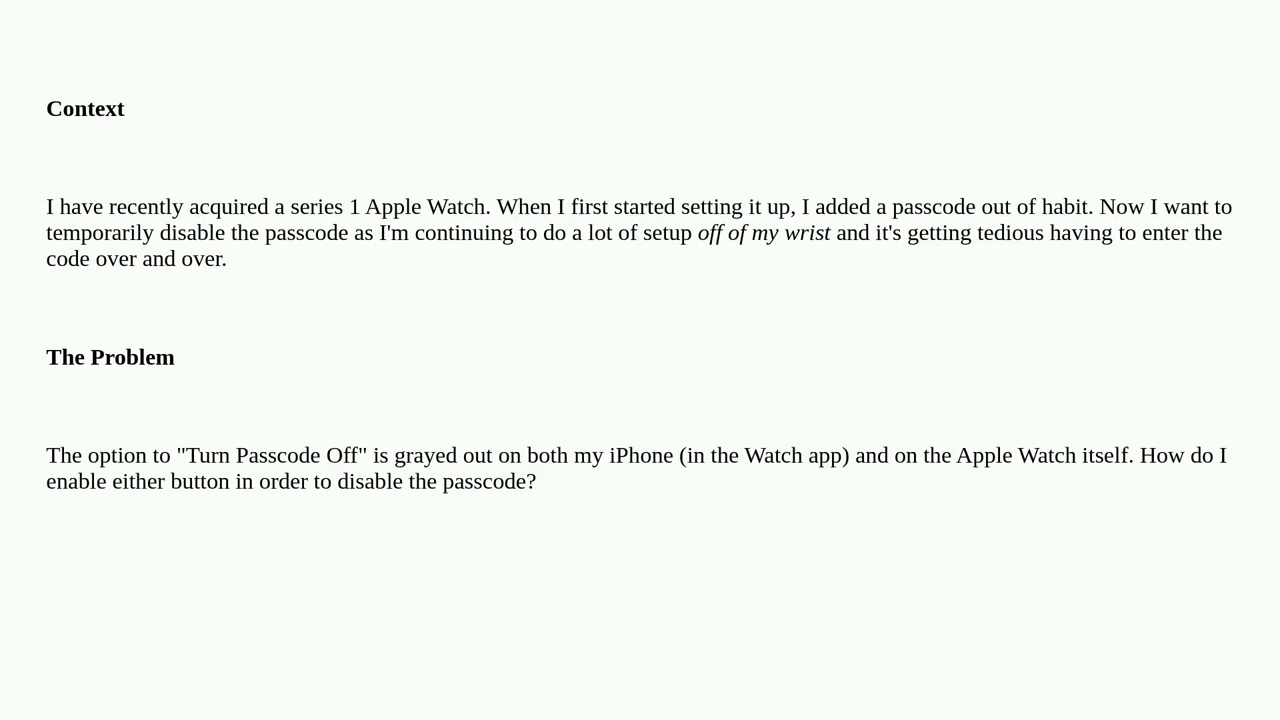 Context
I have recently acquired a series 1 Apple Watch. When I first started setting it up, I added a passcode out of habit. Now I want to
temporarily disable the passcode as I'm continuing to do a lot of setup off of my wrist and it's getting tedious having to enter the
code over and over.
The Problem
The option to "Turn Passcode Off" is grayed out on both my iPhone (in the Watch app) and on the Apple Watch itself. How do I
enable either button in order to disable the passcode?